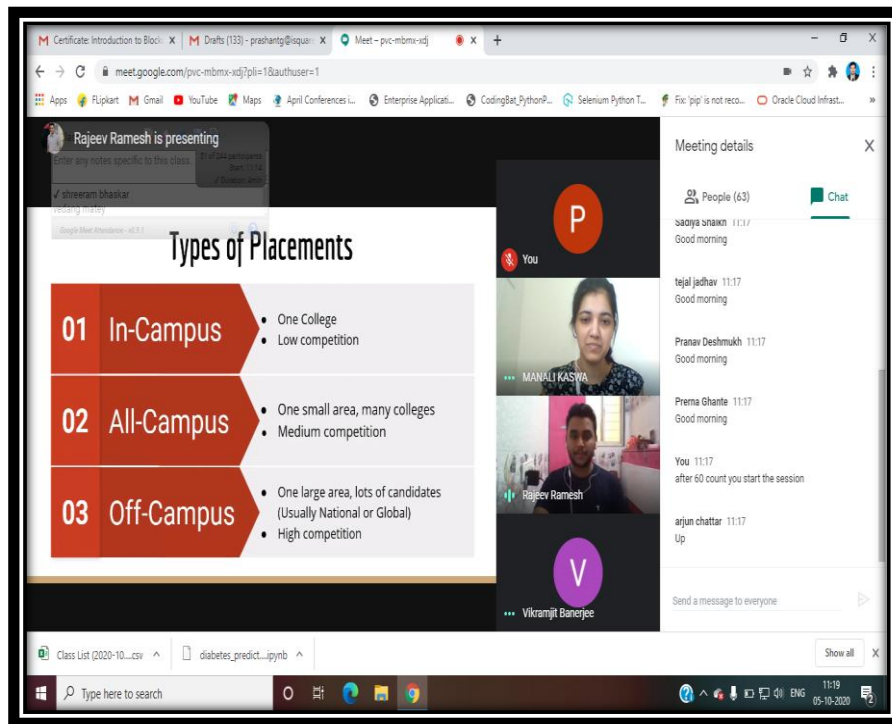 Certificate: Introduction to Block
Drafts (133) - prashantg@isquare
Meet – pvc-mbmx-xdj
meet.google.com/pvc-mbmx-xdj?pli=1&authuser=1
Apps
FLipkart
Gmail
YouTube
Maps
April Conferences i...
Enterprise Applicati...
CodingBat_PythonP...
Selenium Python T...
Fix: 'pip' is not reco...
Oracle Cloud Infrast...
Rajeev Ramesh is presenting
Enter any notes specific to this class
✓ shreeram bhaskar
vedang matey
Types of Placements
01 In-Campus
• One College
• Low competition
02 All-Campus
• One small area, many colleges
• Medium competition
03 Off-Campus
• One large area, lots of candidates
(Usually National or Global)
• High competition
P
You
MANALI KASWA
Rajeev Ramesh
V
Vikramjit Banerjee
Meeting details
People (63)
Chat
Sadiya Shaikh 11:17
Good morning
tejal jadhav 11:17
Good morning
Pranav Deshmukh 11:17
Good morning
Prerna Ghante 11:17
Good morning
You 11:17
after 60 count you start the session
arjun chattar 11:17
Up
Send a message to everyone
Class List (2020-10....csv
diabetes_predict....ipynb
Show all
Type here to search
ENG
11:19
05-10-2020
2